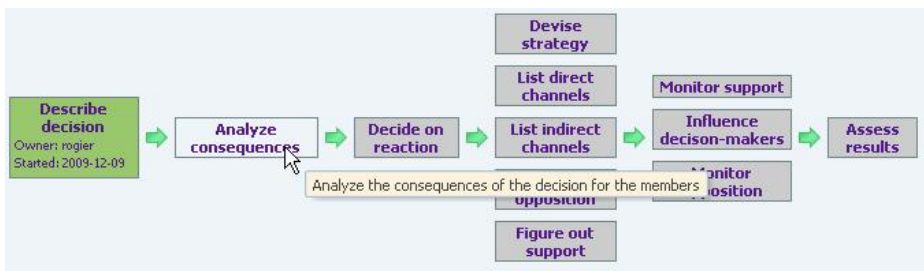 Describe
decision
Owner: rogier
Started: 2009-12-09
Analyze
consequences
Decide on
reaction
Devise
strategy
List direct
channels
List indirect
channels
opposition
Figure out
support
Monitor support
Influence
decison-makers
Monitor
Assess
results
Analyze the consequences of the decision for the members